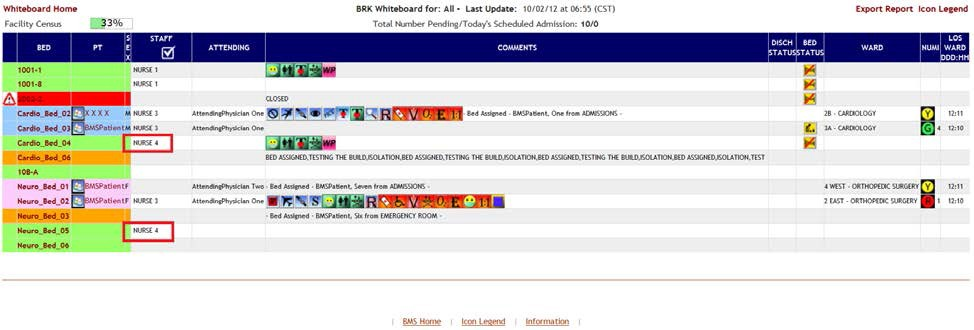 Whiteboard Home
BRK Whiteboard for: All - Last Update: 10/02/12 at 06:55 (CST)
Export Report Icon Legend
Facility Census 33%
Total Number Pending/Today's Scheduled Admission: 10/0
BED PT SEX STAFF ATTENDING COMMENTS DISCH STATUS BED STATUS WARD NUMI LOS WARD DDD:HH
1001-1 NURSE 1 WP
1001-B NURSE 1
CLOSED
Cardio_Bed_02 X X X X M NURSE 3 AttendingPhysician One T T R V O E - Bed Assigned - BMSPatient, One from ADMISSIONS - 2B - CARDIOLOGY Y 12:11
Cardio_Bed_03 BMSPatient M NURSE 3 AttendingPhysician One 3A - CARDIOLOGY G 4 12:10
Cardio_Bed_04 NURSE 4 WP
Cardio_Bed_06 BED ASSIGNED,TESTING THE BUILD,ISOLATION,BED ASSIGNED,TESTING THE BUILD,ISOLATION,BED ASSIGNED,TESTING THE BUILD,ISOLATION,BED ASSIGNED,TEST
10B-A
Neuro_Bed_01 BMSPatient F AttendingPhysician Two - Bed Assigned - BMSPatient, Seven from ADMISSIONS - 4 WEST - ORTHOPEDIC SURGERY Y 12:11
Neuro_Bed_02 BMSPatient F NURSE 3 AttendingPhysician One S T R V O E 2 EAST - ORTHOPEDIC SURGERY R 1 12:10
Neuro_Bed_03 - Bed Assigned - BMSPatient, Six from EMERGENCY ROOM -
Neuro_Bed_05 NURSE 4
Neuro_Bed_06
| BMS Home | Icon Legend | Information |